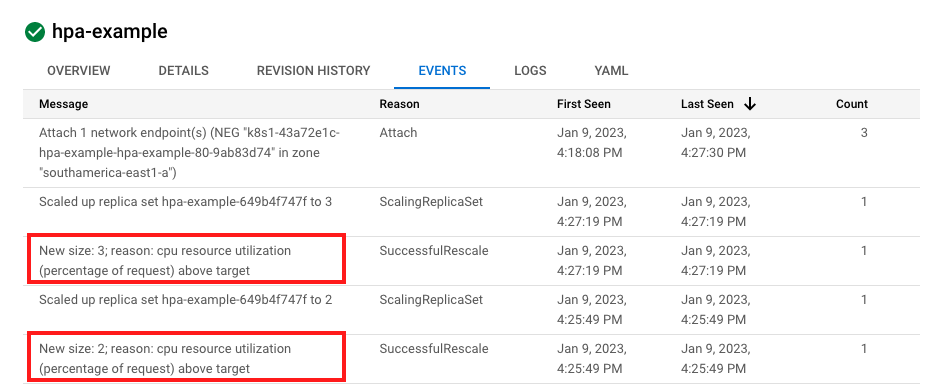 hpa-example
OVERVIEW DETAILS REVISION HISTORY EVENTS LOGS YAML
Message Reason First Seen Last Seen Count
Attach 1 network endpoint(s) (NEG "k8s1-43a72e1c- Attach Jan 9, 2023, Jan 9, 2023, 3
hpa-example-hpa-example-80-9ab83d74" in zone 4:18:08 PM 4:27:30 PM
"southamerica-east1-a")
Scaled up replica set hpa-example-649b4f747f to 3 ScalingReplicaSet Jan 9, 2023, Jan 9, 2023, 1
4:27:19 PM 4:27:19 PM
New size: 3; reason: cpu resource utilization SuccessfulRescale Jan 9, 2023, Jan 9, 2023, 1
(percentage of request) above target 4:27:19 PM 4:27:19 PM
Scaled up replica set hpa-example-649b4f747f to 2 ScalingReplicaSet Jan 9, 2023, Jan 9, 2023, 1
4:25:49 PM 4:25:49 PM
New size: 2; reason: cpu resource utilization SuccessfulRescale Jan 9, 2023, Jan 9, 2023, 1
(percentage of request) above target 4:25:49 PM 4:25:49 PM